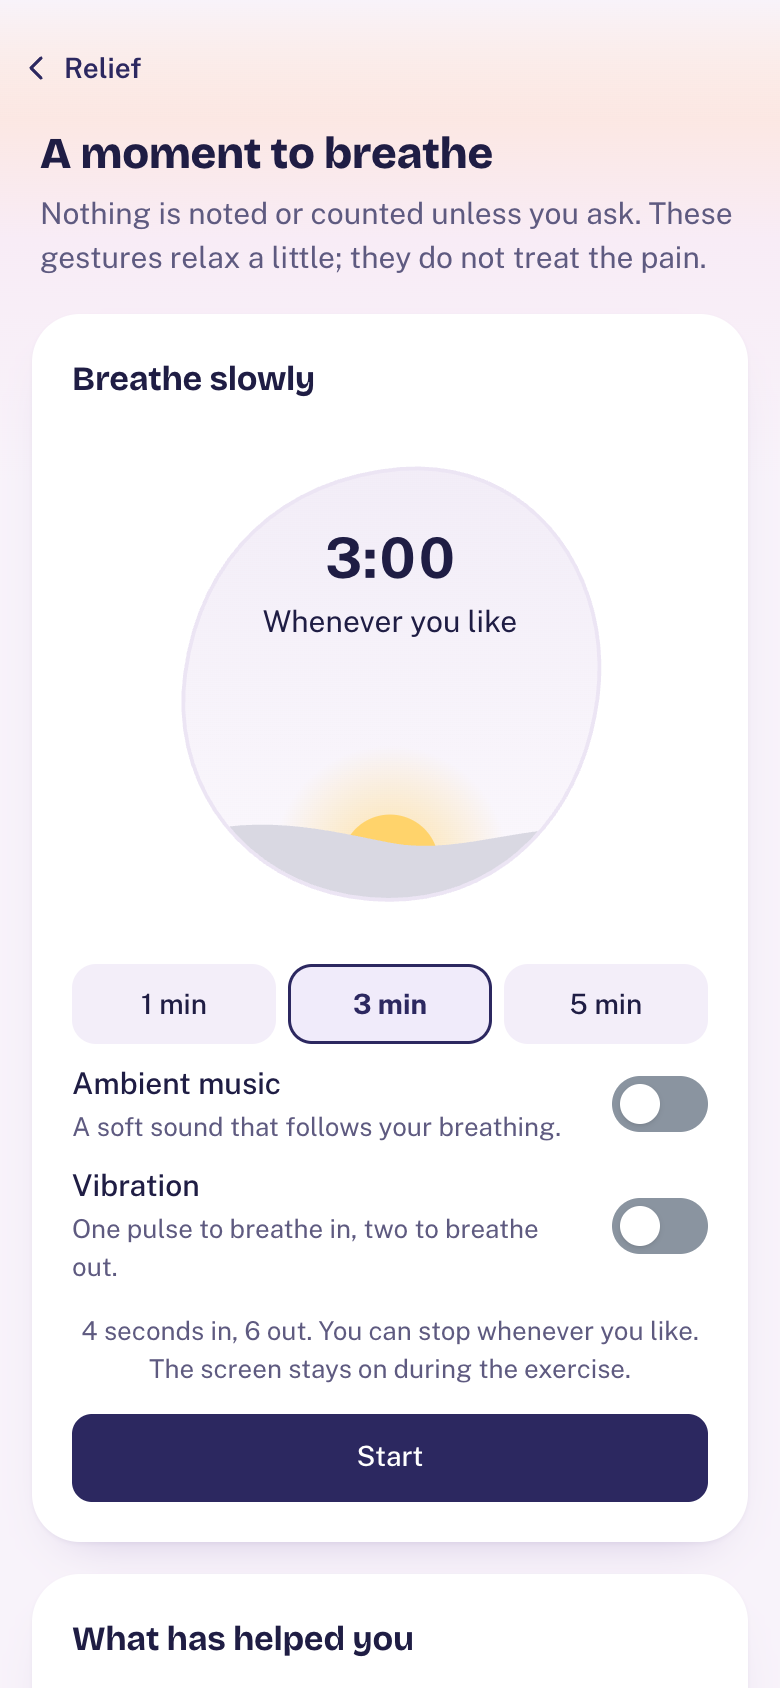 Relief
A moment to breathe
Nothing is noted or counted unless you ask. These
gestures relax a little; they do not treat the pain.
Breathe slowly
3:00
Whenever you like
1 min
3 min
5 min
Ambient music
A soft sound that follows your breathing.
Vibration
One pulse to breathe in, two to breathe
out.
4 seconds in, 6 out. You can stop whenever you like.
The screen stays on during the exercise.
Start
What has helped you